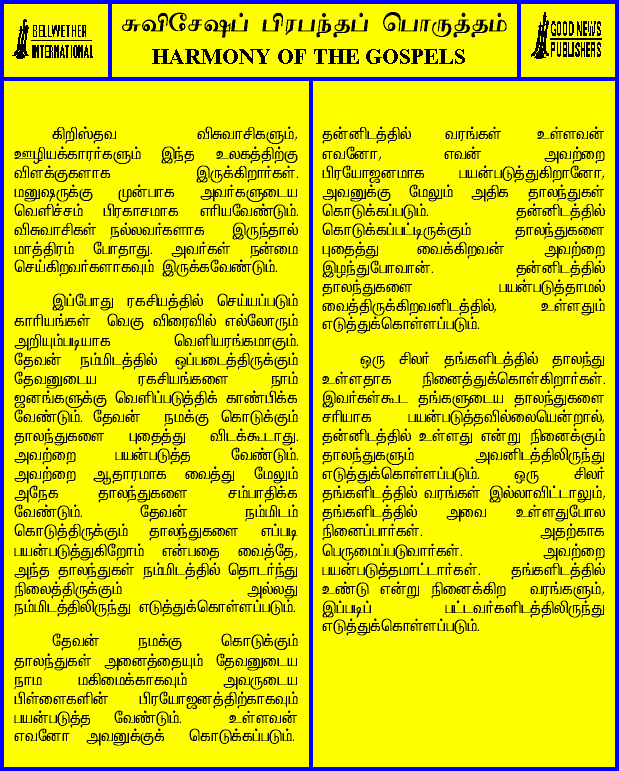 BELLWETHER
INTERNATIONAL
சுவிசேஷப் பிரபந்தப் பொருத்தம்
HARMONY OF THE GOSPELS
GOOD NEWS
PUBLISHERS
கிறிஸ்தவ விசுவாசிகளும்,
ஊழியக்காரர்களும் இந்த உலகத்திற்கு
விளக்குகளாக இருக்கிறார்கள்.
மனுஷருக்கு முன்பாக அவர்களுடைய
வெளிச்சம் பிரகாசமாக எரியவேண்டும்.
விசுவாசிகள் நல்லவர்களாக இருந்தால்
மாத்திரம் போதாது. அவர்கள் நன்மை
செய்கிறவர்களாகவும் இருக்கவேண்டும்.
இப்போது ரகசியத்தில் செய்யப்படும்
காரியங்கள் வெகு விரைவில் எல்லோரும்
அறியும்படியாக வெளியரங்கமாகும்.
தேவன் நம்மிடத்தில் ஒப்படைத்திருக்கும்
தேவனுடைய ரகசியங்களை நாம்
ஜனங்களுக்கு வெளிப்படுத்திக் காண்பிக்க
வேண்டும். தேவன் நமக்கு கொடுக்கும்
தாலந்துகளை புதைத்து விடக்கூடாது.
அவற்றை பயன்படுத்த வேண்டும்.
அவற்றை ஆதாரமாக வைத்து மேலும்
அநேக தாலந்துகளை சம்பாதிக்க
வேண்டும். தேவன் நம்மிடம்
கொடுத்திருக்கும் தாலந்துகளை எப்படி
பயன்படுத்துகிறோம் என்பதை வைத்தே,
அந்த தாலந்துகள் நம்மிடத்தில் தொடர்ந்து
நிலைத்திருக்கும் அல்லது
நம்மிடத்திலிருந்து எடுத்துக்கொள்ளப்படும்.
தேவன் நமக்கு கொடுக்கும்
தாலந்துகள் அனைத்தையும் தேவனுடைய
நாம மகிமைக்காகவும் அவருடைய
பிள்ளைகளின் பிரயோஜனத்திற்காகவும்
பயன்படுத்த வேண்டும். உள்ளவன்
எவனோ அவனுக்குக் கொடுக்கப்படும்.
தன்னிடத்தில் வரங்கள் உள்ளவன்
எவனோ, எவன் அவற்றை
பிரயோஜனமாக பயன்படுத்துகிறானோ,
அவனுக்கு மேலும் அதிக தாலந்துகள்
கொடுக்கப்படும். தன்னிடத்தில்
கொடுக்கப்பட்டிருக்கும் தாலந்துகளை
புதைத்து வைக்கிறவன் அவற்றை
இழந்துபோவான். தன்னிடத்தில்
தாலந்துகளை பயன்படுத்தாமல்
வைத்திருக்கிறவனிடத்தில், உள்ளதும்
எடுத்துக்கொள்ளப்படும்.
ஒரு சிலர் தங்களிடத்தில் தாலந்து
உள்ளதாக நினைத்துக்கொள்கிறார்கள்.
இவர்கள்கூட தங்களுடைய தாலந்துகளை
சரியாக பயன்படுத்தவில்லையென்றால்,
தன்னிடத்தில் உள்ளது என்று நினைக்கும்
தாலந்துகளும் அவனிடத்திலிருந்து
எடுத்துக்கொள்ளப்படும். ஒரு சிலர்
தங்களிடத்தில் வரங்கள் இல்லாவிட்டாலும்,
தங்களிடத்தில் அவை உள்ளதுபோல
நினைப்பார்கள். அதற்காக
பெருமைப்படுவார்கள். அவற்றை
பயன்படுத்தமாட்டார்கள். தங்களிடத்தில்
உண்டு என்று நினைக்கிற வரங்களும்,
இப்படிப் பட்டவர்களிடத்திலிருந்து
எடுத்துக்கொள்ளப்படும்.